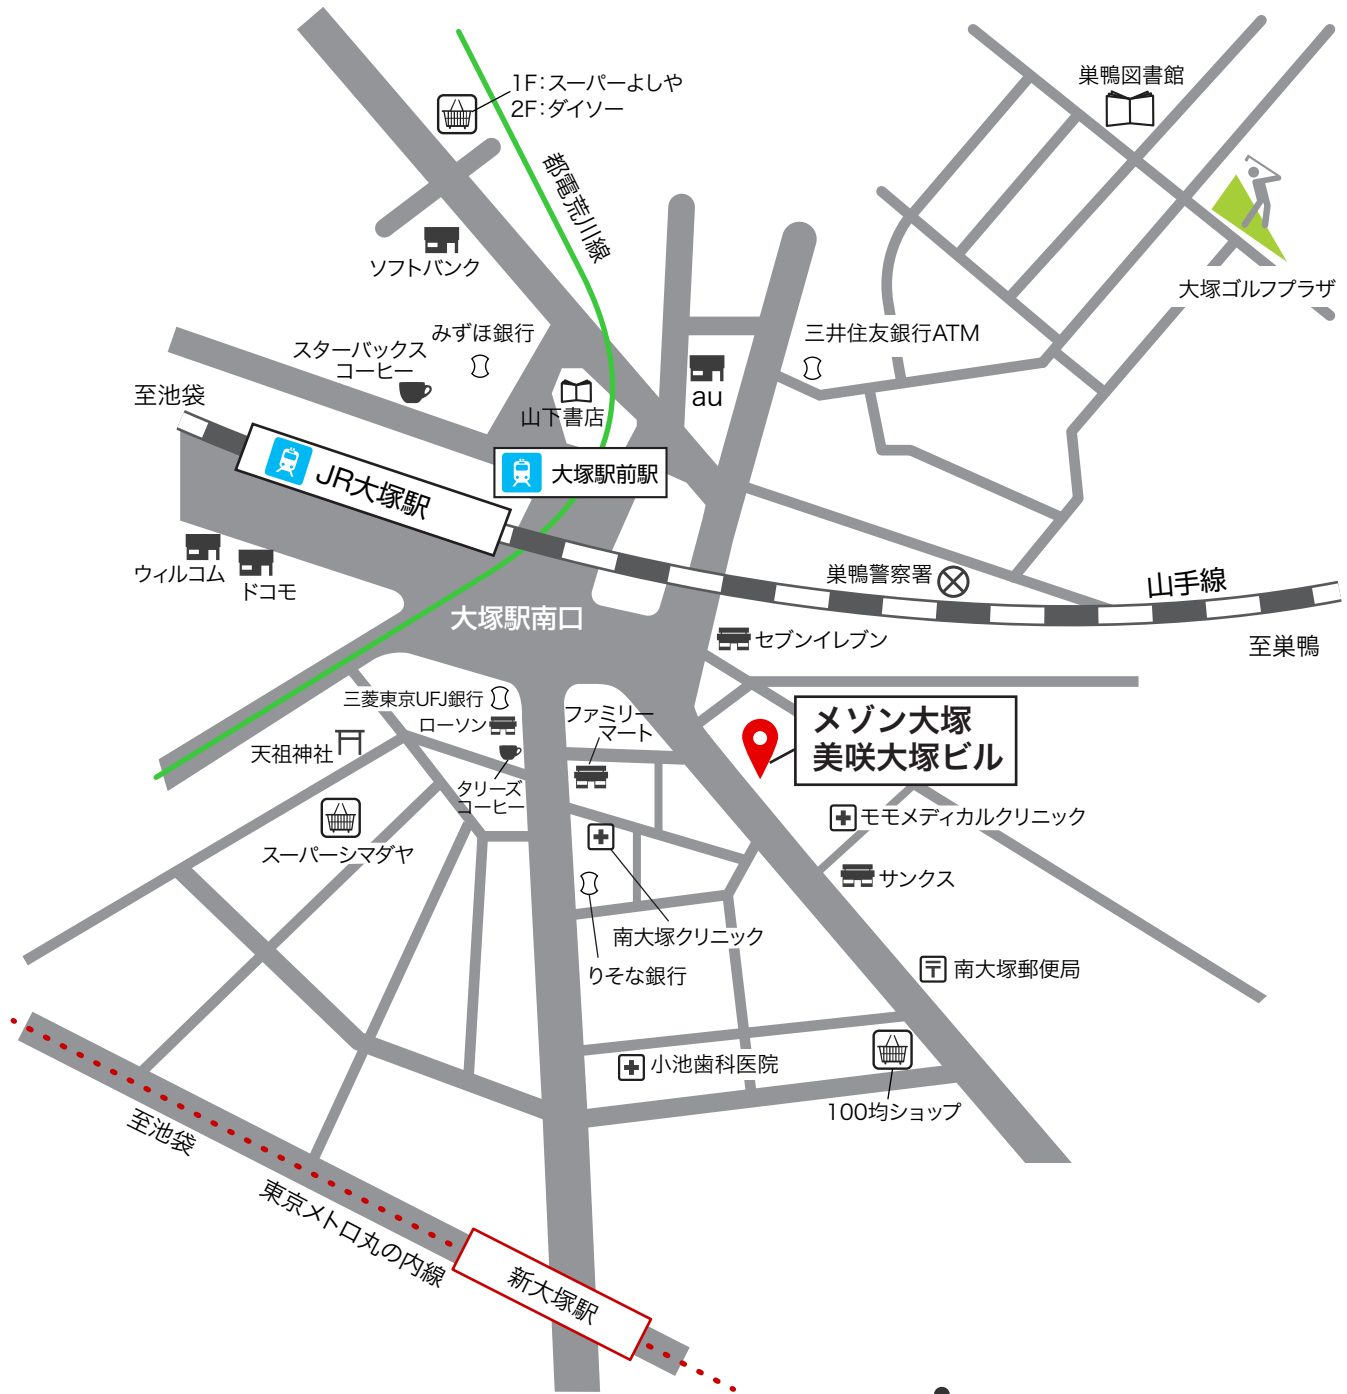 1F:スーパーよしや
2F:ダイソー
巣鴨図書館
都電荒川線
ソフトバンク
大塚ゴルフプラザ
みずほ銀行
三井住友銀行ATM
スターバックス
コーヒー
至池袋
山下書店
au
JR大塚駅
大塚駅前駅
ウィルコム
ドコモ
巣鴨警察署
山手線
大塚駅南口
セブンイレブン
至巣鴨
三菱東京UFJ銀行
ローソン
ファミリー
マート
メゾン大塚
美咲大塚ビル
天祖神社
タリーズ
コーヒー
モモメディカルクリニック
スーパーシマダヤ
サンクス
南大塚クリニック
りそな銀行
南大塚郵便局
小池歯科医院
100均ショップ
至池袋
東京メトロ丸の内線
新大塚駅